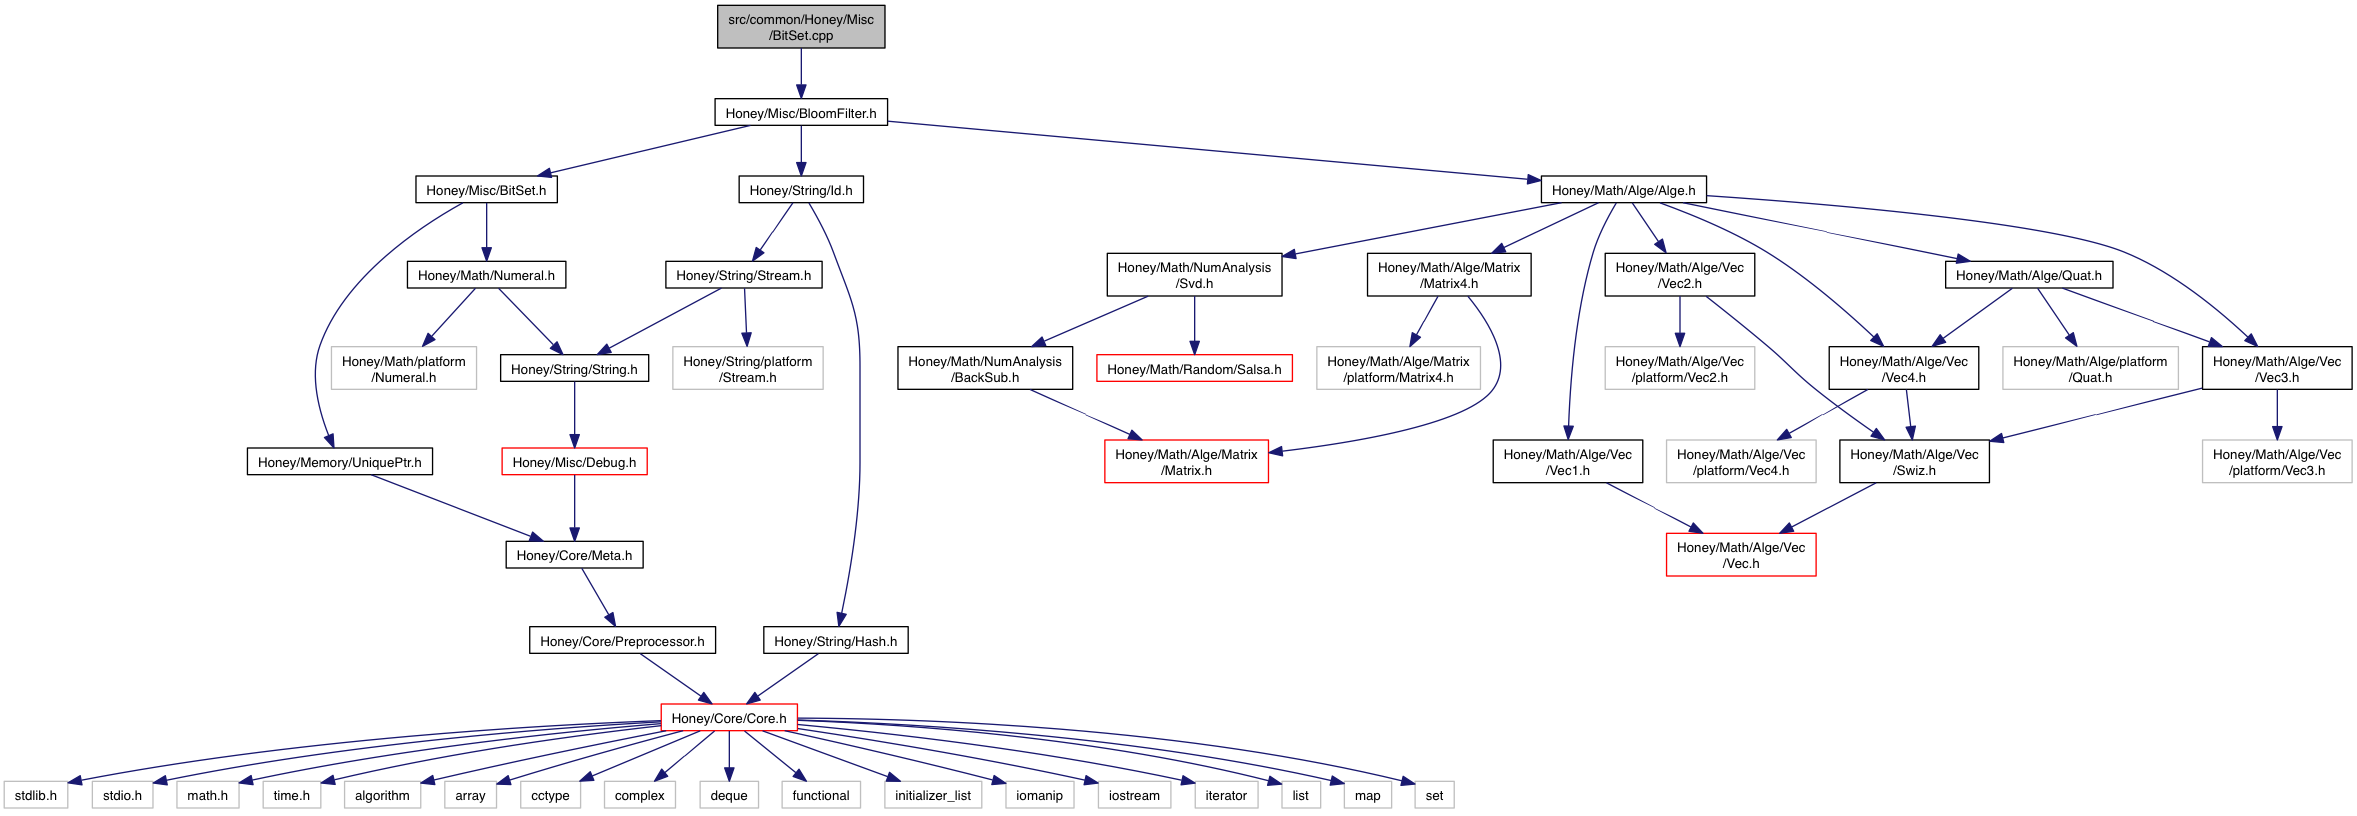 src/common/Honey/Misc
/BitSet.cpp
Honey/Misc/BloomFilter.h
Honey/Misc/BitSet.h
Honey/String/Id.h
Honey/Math/Alge/Alge.h
Honey/Math/Numeral.h
Honey/String/Stream.h
Honey/Math/NumAnalysis
/Svd.h
Honey/Math/Alge/Matrix
/Matrix4.h
Honey/Math/Alge/Vec
/Vec2.h
Honey/Math/Alge/Quat.h
Honey/Math/platform
/Numeral.h
Honey/String/String.h
Honey/String/platform
/Stream.h
Honey/Math/NumAnalysis
/BackSub.h
Honey/Math/Random/Salsa.h
Honey/Math/Alge/Matrix
/platform/Matrix4.h
Honey/Math/Alge/Vec
/platform/Vec2.h
Honey/Math/Alge/Vec
/Vec4.h
Honey/Math/Alge/platform
/Quat.h
Honey/Math/Alge/Vec
/Vec3.h
Honey/Memory/UniquePtr.h
Honey/Misc/Debug.h
Honey/Math/Alge/Matrix
/Matrix.h
Honey/Math/Alge/Vec
/Vec1.h
Honey/Math/Alge/Vec
/platform/Vec4.h
Honey/Math/Alge/Vec
/Swiz.h
Honey/Math/Alge/Vec
/platform/Vec3.h
Honey/Core/Meta.h
Honey/Math/Alge/Vec
/Vec.h
Honey/Core/Preprocessor.h
Honey/String/Hash.h
Honey/Core/Core.h
stdlib.h
stdio.h
math.h
time.h
algorithm
array
cctype
complex
deque
functional
initializer_list
iomanip
iostream
iterator
list
map
set